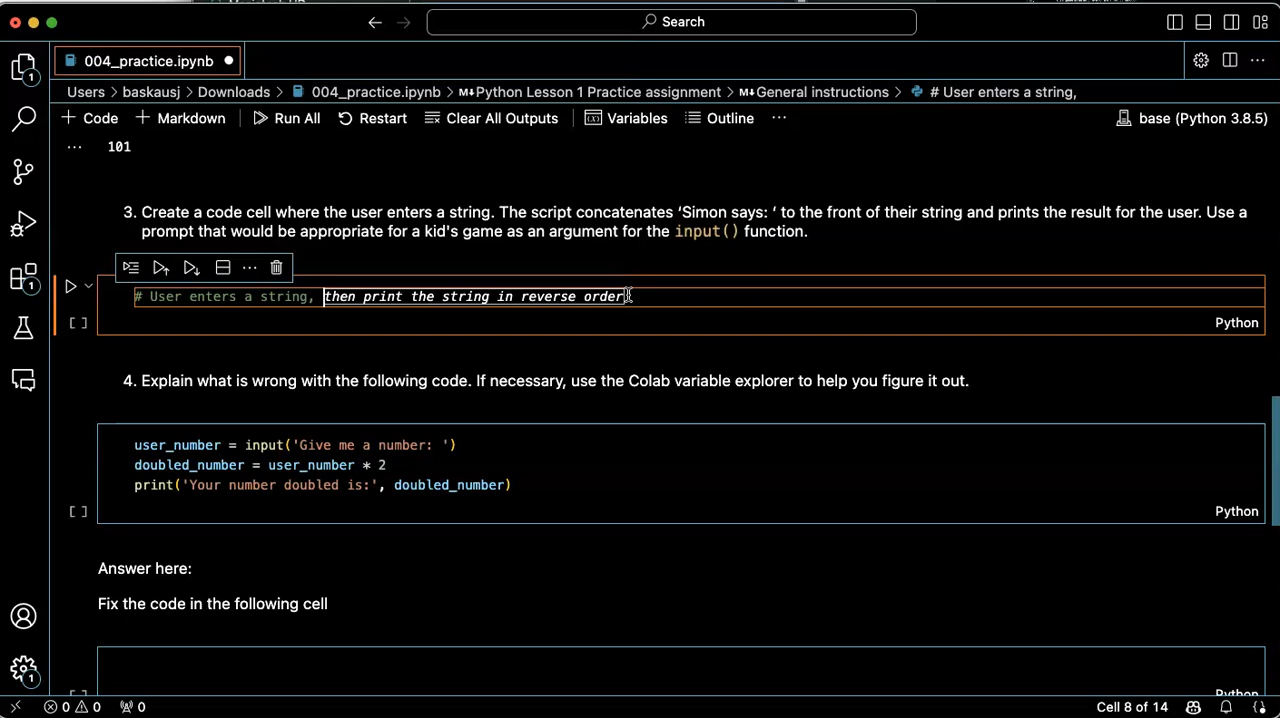 Search
004_practice.ipynb
Users > baskausj > Downloads > 004_practice.ipynb > M↓Python Lesson 1 Practice assignment > M↓General instructions > # User enters a string,
+ Code + Markdown Run All Restart Clear All Outputs Variables Outline ... base (Python 3.8.5)
... 101
3. Create a code cell where the user enters a string. The script concatenates ‘Simon says: ‘ to the front of their string and prints the result for the user. Use a
prompt that would be appropriate for a kid's game as an argument for the input() function.
# User enters a string, then print the string in reverse order
[ ]
Python
4. Explain what is wrong with the following code. If necessary, use the Colab variable explorer to help you figure it out.
user_number = input('Give me a number: ')
doubled_number = user_number * 2
print('Your number doubled is:', doubled_number)
[ ]
Python
Answer here:
Fix the code in the following cell
[ ]
Python
1
1
1
0 0 0
Cell 8 of 14